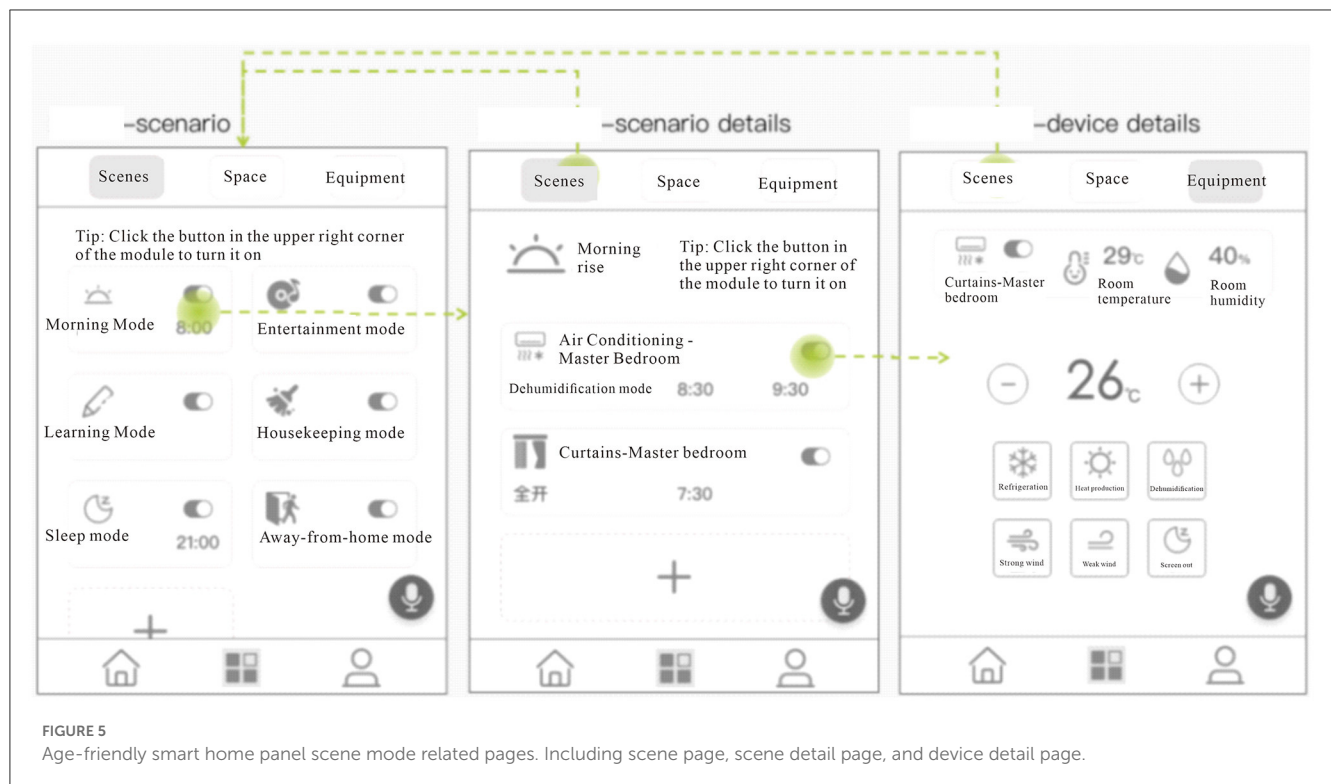 -scenario
-scenario details
-device details
Scenes
Space
Equipment
Tip: Click the button in the upper right corner
of the module to turn it on
Morning Mode
8:00
Entertainment mode
Learning Mode
Housekeeping mode
Sleep mode
21:00
Away-from-home mode
Scenes
Space
Equipment
Morning
rise
Tip: Click the button in
the upper right corner of
the module to turn it on
Air Conditioning -
Master Bedroom
Dehumidification mode
8:30
9:30
Curtains-Master bedroom
全开
7:30
Scenes
Space
Equipment
Curtains-Master
bedroom
29°C
Room
temperature
40%
Room
humidity
26°C
Refrigeration
Heat production
Dehumidification
Strong wind
Weak wind
Screen out
FIGURE 5
Age-friendly smart home panel scene mode related pages. Including scene page, scene detail page, and device detail page.